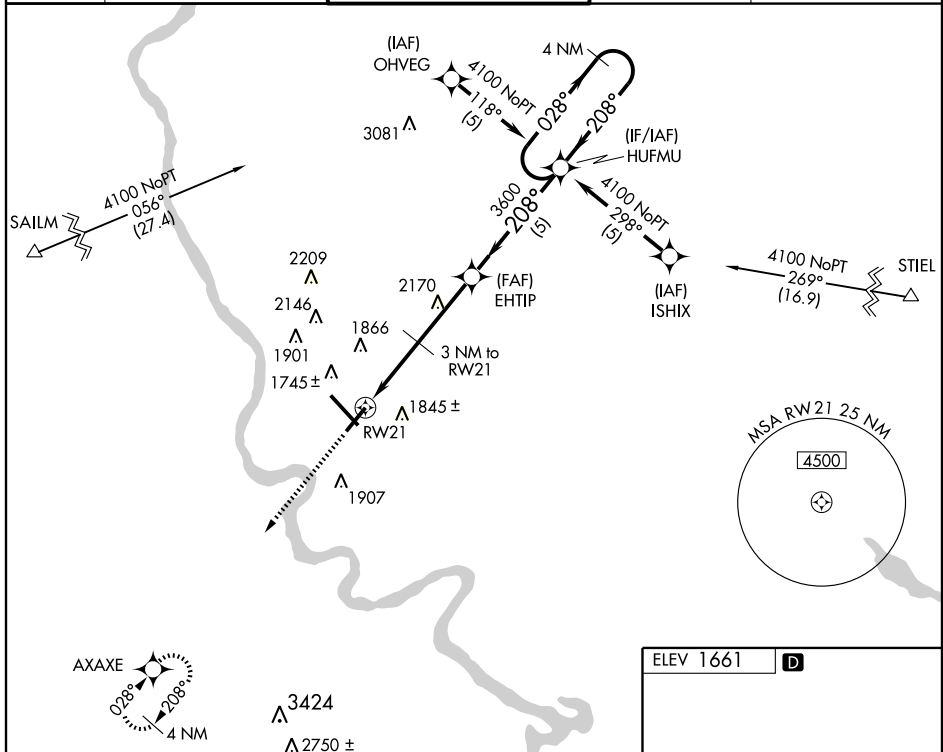 (IAF)
OHVEG
4100 NoPT
118°
(5)
4 NM
028°
208°
(IF/IAF)
HUFMU
3081
4100 NoPT
056°
(27.4)
SAILM
3600
208°
(5)
4100 NoPT
298°
(5)
(IAF)
ISHIX
4100 NoPT
269°
(16.9)
STIEL
2209
2170
(FAF)
EHTIP
2146
1866
1901
3 NM to
RW21
1745 ±
1845 ±
RW21
1907
MSA RW21 25 NM
4500
AXAXE
028°
208°
4 NM
3424
2750 ±
ELEV 1661
D